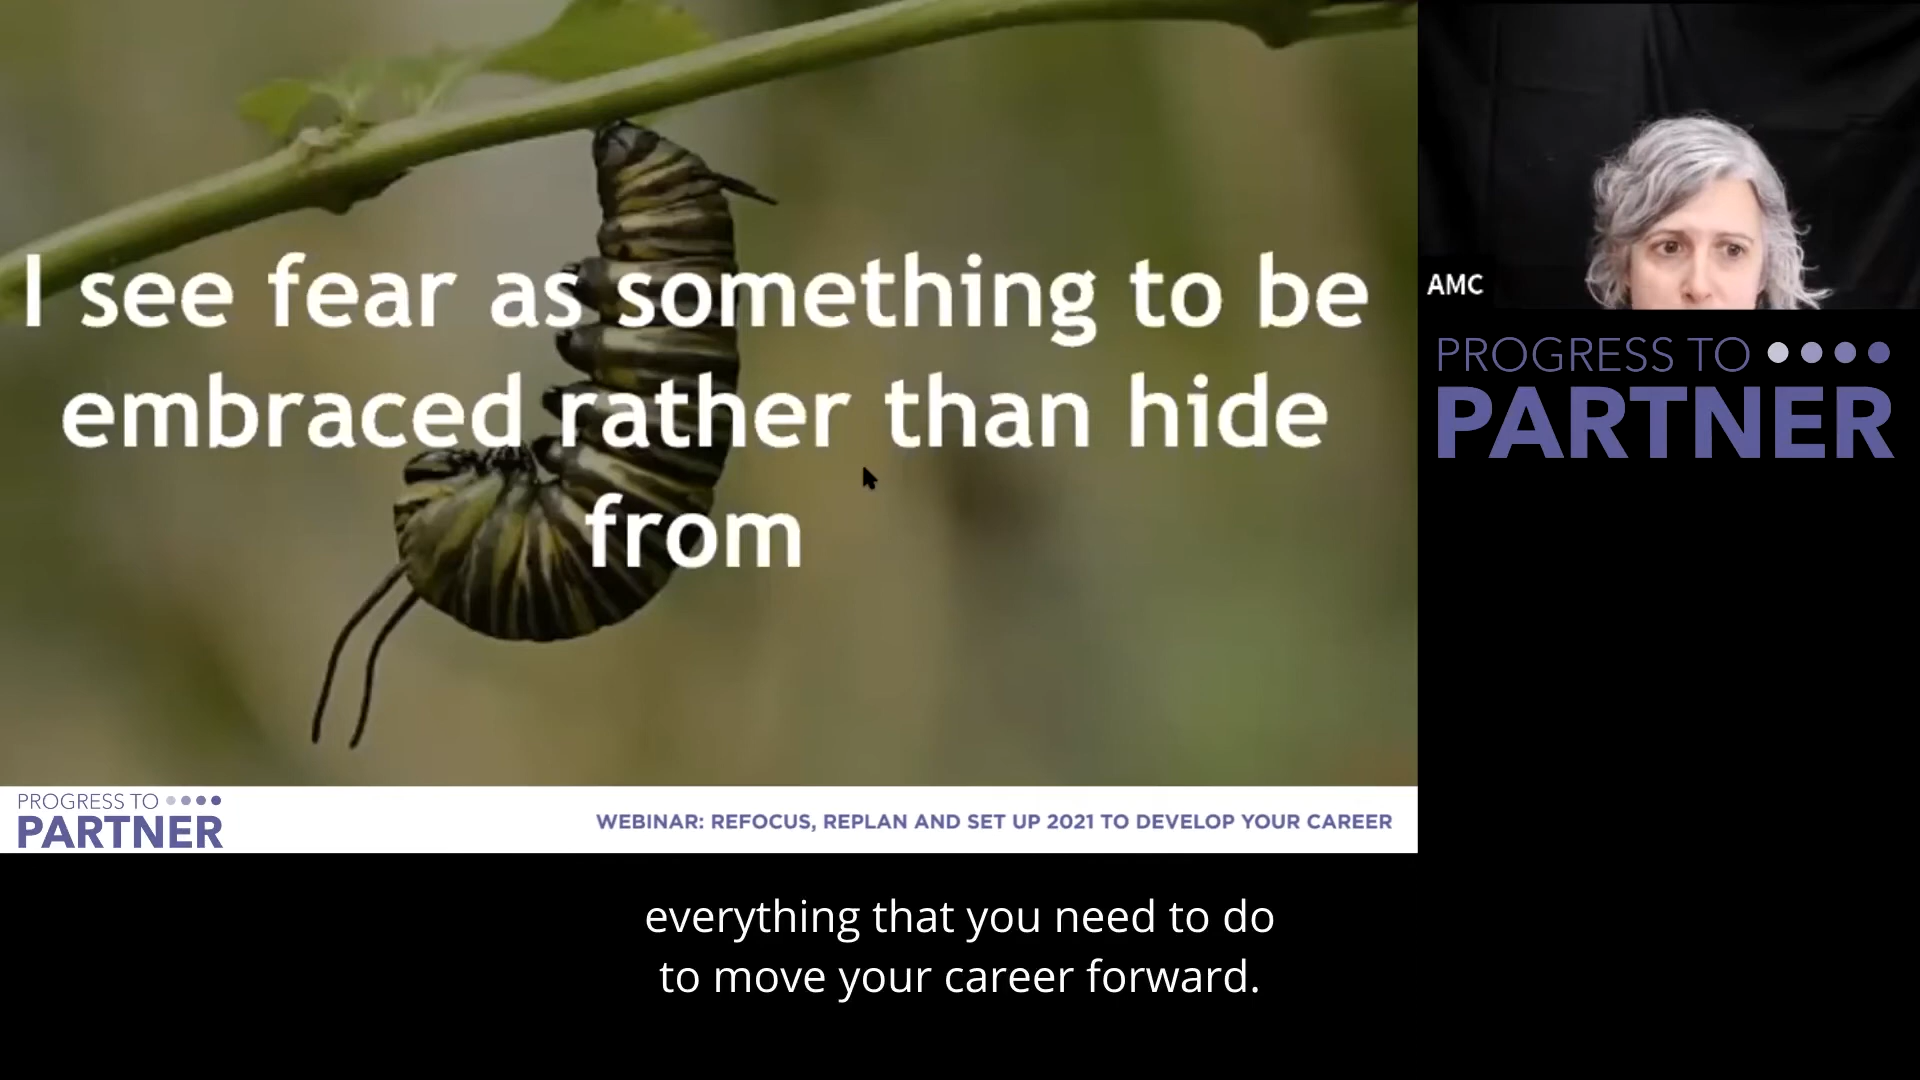 I see fear as something to be
embraced rather than hide
from
AMC
PROGRESS TO
PARTNER
PROGRESS TO
PARTNER
WEBINAR: REFOCUS, REPLAN AND SET UP 2021 TO DEVELOP YOUR CAREER
everything that you need to do
to move your career forward.